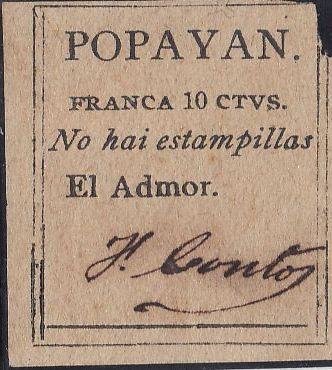 POPAYAN.
FRANCA 10 CTVS.
No hai estampillas
El Admor.